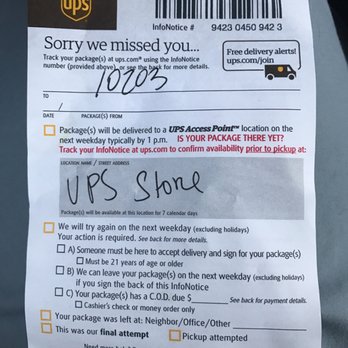 ups
InfoNotice # 9423 0450 942 3
Sorry we missed you...
Track your package(s) at ups.com® using the InfoNotice
number (provided above), or see the back for more details.
Free delivery alerts!
ups.com/join
10203
TO
/
DATE PACKAGE(S) FROM
Package(s) will be delivered to a UPS Access Point™ location on the
next weekday typically by 1 p.m. IS YOUR PACKAGE THERE YET?
Track your InfoNotice at ups.com to confirm availability prior to pickup at:
LOCATION NAME / STREET ADDRESS
UPS Store
Package(s) will be available at this location for 7 calendar days.
We will try again on the next weekday (excluding holidays)
Your action is required. See back for more details.
A) Someone must be here to accept delivery and sign for your package(s)
Must be 21 years of age or older
B) We can leave your package(s) on the next weekday (excluding holidays)
if you sign the back of this InfoNotice
C) Your package(s) has a C.O.D. due $ See back for payment details.
Cashier's check or money order only
Your package was left at: Neighbor/Office/Other
This was our final attempt Pickup attempted
Need more help?